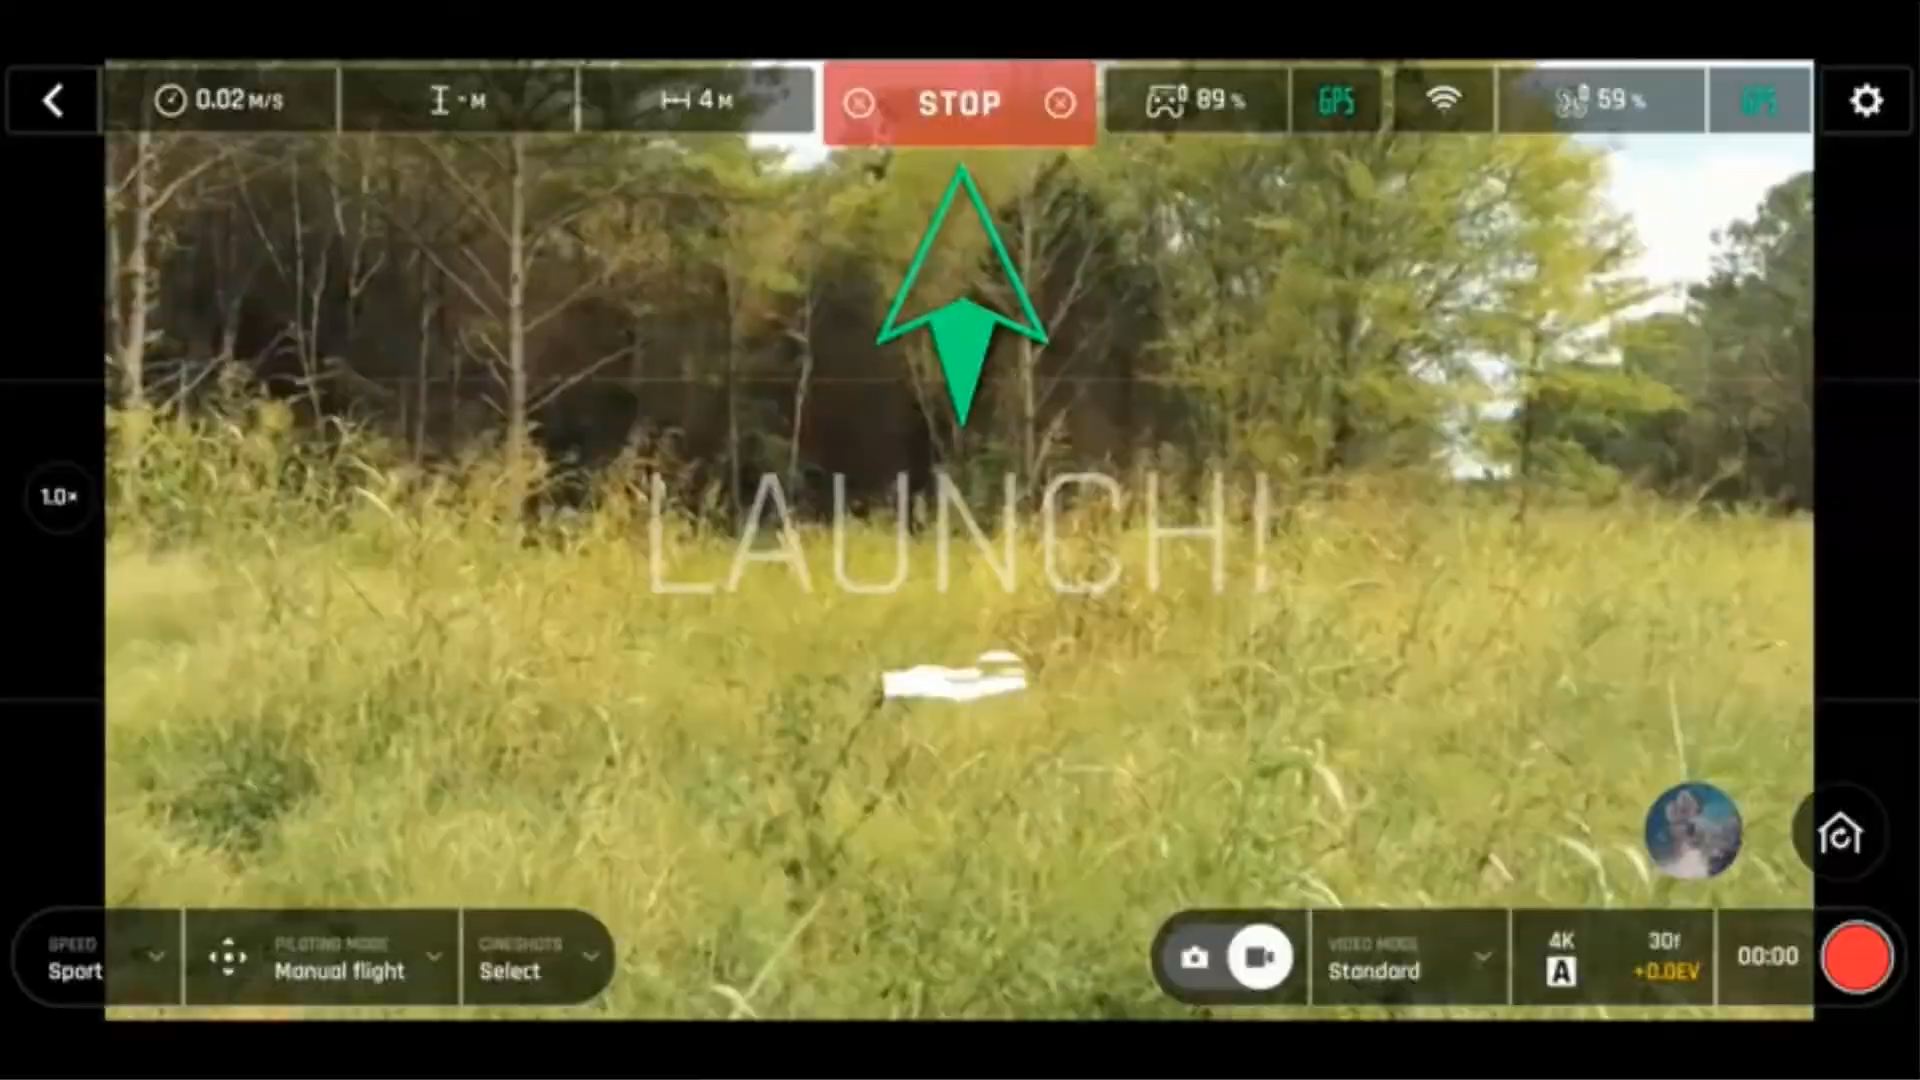 0.02 M/S
- M
4 M
STOP
89 %
GPS
59 %
GPS
1.0×
LAUNCH!
SPEED
Sport
PILOTING MODE
Manual flight
CINESHOTS
Select
VIDEO MODE
Standard
4K
A
30f
+0.0EV
00:00